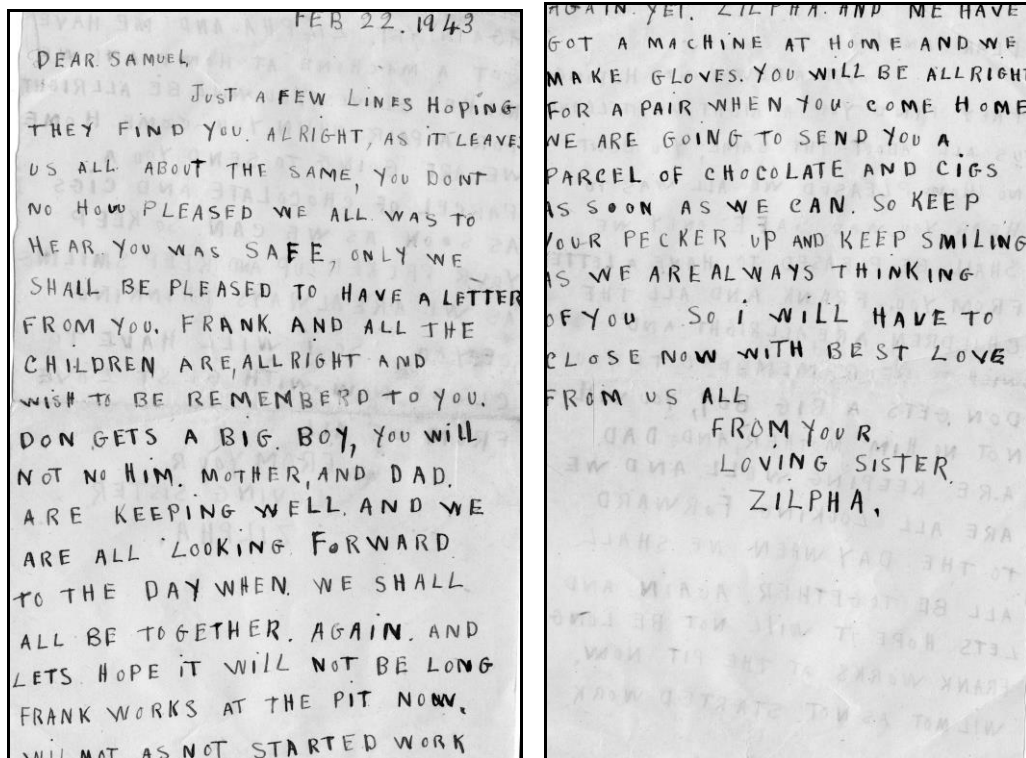 FEB 22. 1943
DEAR. SAMUEL
JUST A FEW LINES HOPING
THEY FIND YOU. ALRIGHT, AS IT LEAVES
US ALL ABOUT THE SAME, YOU DONT
NO HOW PLEASED WE ALL WAS TO
HEAR YOU WAS SAFE, ONLY WE
SHALL BE PLEASED TO HAVE A LETTER
FROM YOU. FRANK. AND ALL THE
CHILDREN ARE, ALLRIGHT AND
WISH TO BE REMEMBERD TO YOU.
DON GETS A BIG. BOY, YOU WILL
NOT NO HIM. MOTHER, AND DAD.
ARE KEEPING WELL. AND WE
ARE ALL LOOKING FORWARD
TO THE DAY WHEN. WE SHALL
ALL BE TOGETHER. AGAIN. AND
LETS HOPE IT WILL NOT BE LONG
FRANK WORKS AT THE PIT NOW.
WILMOT AS NOT STARTED WORK
AGAIN. YET. ZILPHA. AND ME HAVE
GOT A MACHINE AT HOME AND WE
MAKE GLOVES. YOU WILL BE ALLRIGHT
FOR A PAIR WHEN YOU COME HOME
WE ARE GOING TO SEND YOU A
PARCEL OF CHOCOLATE AND CIGS
AS SOON AS WE CAN. SO KEEP
YOUR PECKER UP AND KEEP SMILING
AS WE ARE ALWAYS THINKING
OF YOU SO I WILL HAVE TO
CLOSE NOW WITH BEST LOVE
FROM US ALL
FROM YOUR
LOVING SISTER.
ZILPHA.